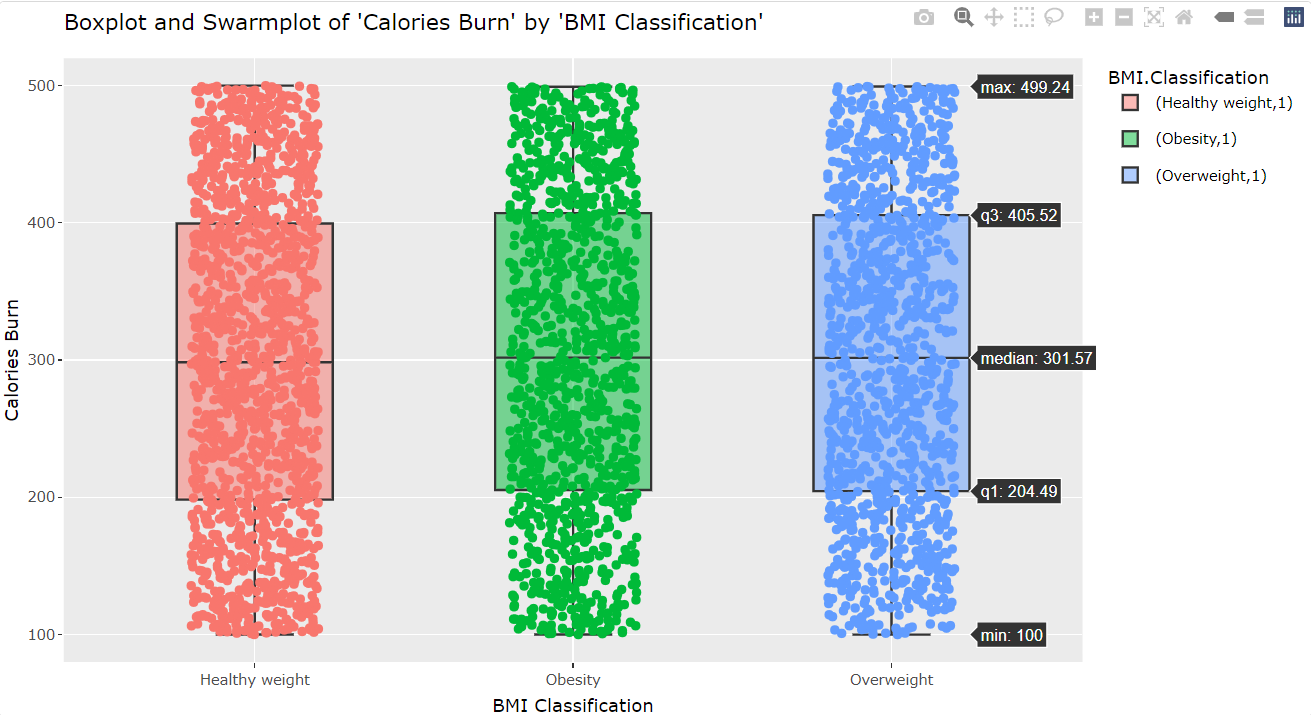 Boxplot and Swarmplot of 'Calories Burn' by 'BMI Classification'
BMI.Classification
(Healthy weight,1)
(Obesity,1)
(Overweight,1)
Calories Burn
500
400
300
200
100
max: 499.24
q3: 405.52
median: 301.57
q1: 204.49
min: 100
Healthy weight
Obesity
Overweight
BMI Classification